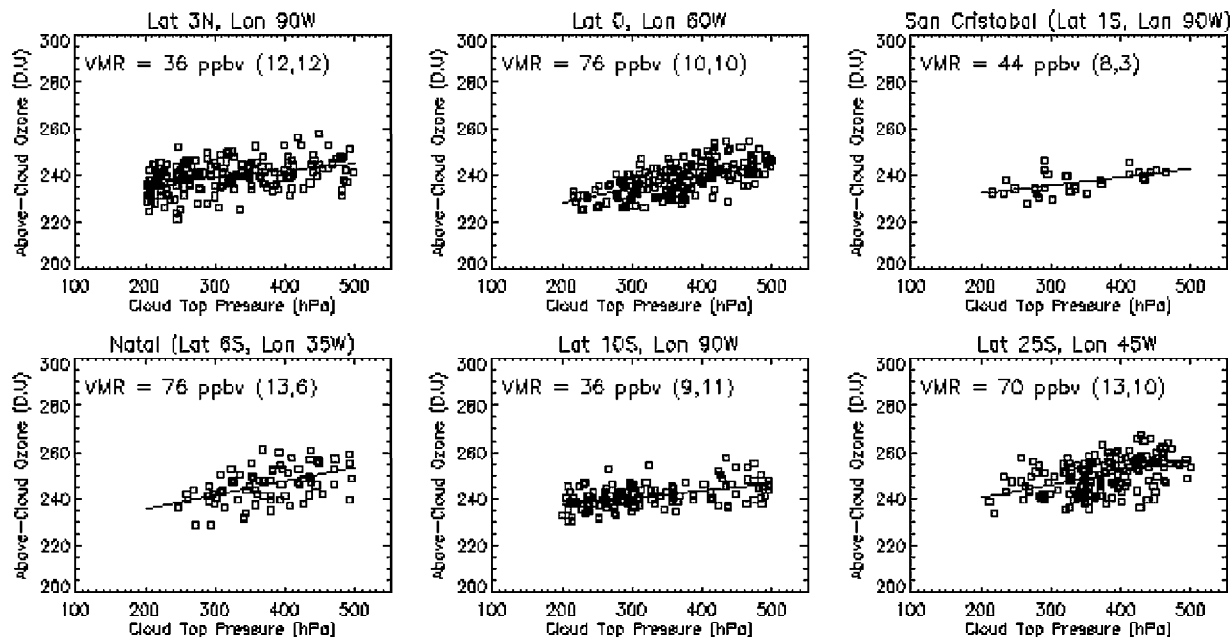 Lat 3N, Lon 90W
Above-Cloud Ozone (D.U)
300
280
260
240
220
200
VMR = 36 ppbv (12,12)
100 200 300 400 500
Cloud Top Pressure (hPa)
Lat 0, Lon 60W
Above-Cloud Ozone (D.U)
300
280
260
240
220
200
VMR = 76 ppbv (10,10)
100 200 300 400 500
Cloud Top Pressure (hPa)
San Cristobal (Lat 1S, Lon 90W)
Above-Cloud Ozone (D.U)
300
280
260
240
220
200
VMR = 44 ppbv (8,3)
100 200 300 400 500
Cloud Top Pressure (hPa)
Natal (Lat 6S, Lon 35W)
Above-Cloud Ozone (D.U)
300
280
260
240
220
200
VMR = 76 ppbv (13,6)
100 200 300 400 500
Cloud Top Pressure (hPa)
Lat 10S, Lon 90W
Above-Cloud Ozone (D.U)
300
280
260
240
220
200
VMR = 36 ppbv (9,11)
100 200 300 400 500
Cloud Top Pressure (hPa)
Lat 25S, Lon 45W
Above-Cloud Ozone (D.U)
300
280
260
240
220
200
VMR = 70 ppbv (13,10)
100 200 300 400 500
Cloud Top Pressure (hPa)